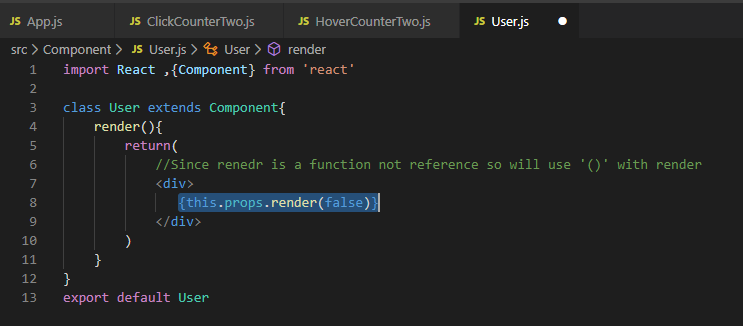 JS App.js JS ClickCounterTwo.js JS HoverCounterTwo.js JS User.js
src > Component > JS User.js > User > render
1 import React ,{Component} from 'react'
2
3 class User extends Component{
4 render(){
5 return(
6 //Since renedr is a function not reference so will use '()' with render
7 <div>
8 {this.props.render(false)}
9 </div>
10 )
11 }
12 }
13 export default User